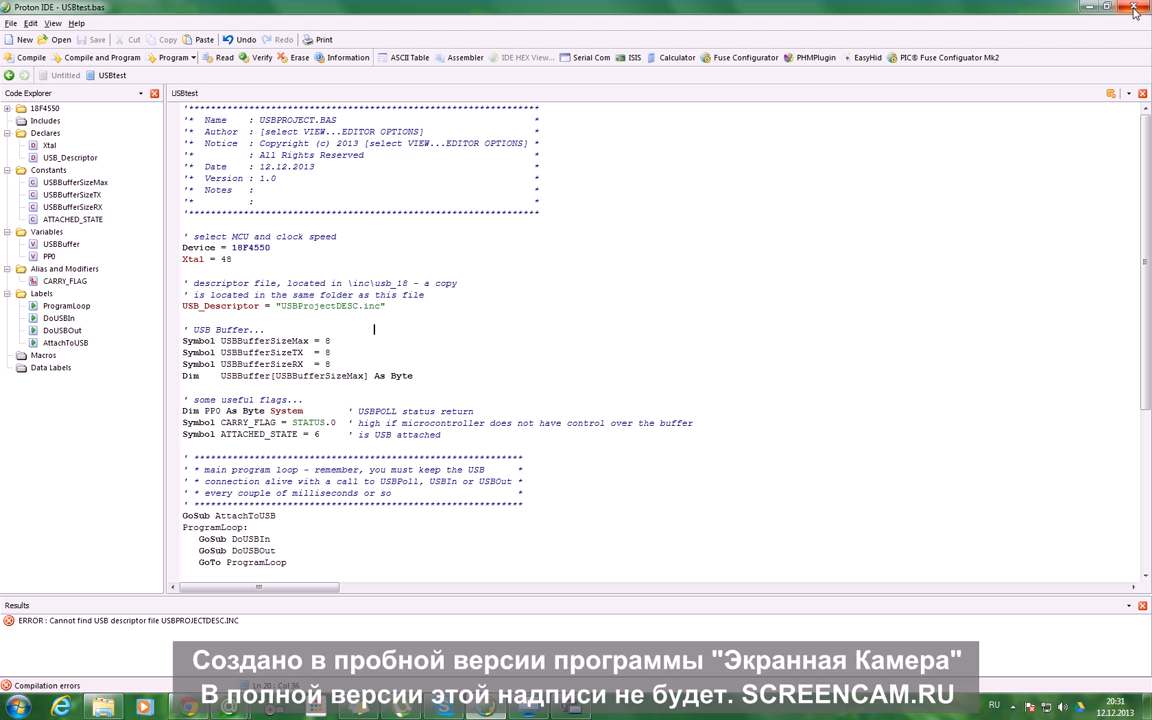 Proton IDE - USBtest.bas
File Edit View Help
New Open Save Cut Copy Paste Undo Redo Print
Compile Compile and Program Program Read Verify Erase Information ASCII Table Assembler IDE HEX View... Serial Com ISIS Calculator Fuse Configurator PHMPlugin EasyHid PIC® Fuse Configuator Mk2
Untitled USBtest
Code Explorer
18F4550
Includes
Declares
Xtal
USB_Descriptor
Constants
USBBufferSizeMax
USBBufferSizeTX
USBBufferSizeRX
ATTACHED_STATE
Variables
USBBuffer
PP0
Alias and Modifiers
CARRY_FLAG
Labels
ProgramLoop
DoUSBIn
DoUSBOut
AttachToUSB
Macros
Data Labels
USBtest
'****************************************************************
'* Name : USBPROJECT.BAS *
'* Author : [select VIEW...EDITOR OPTIONS] *
'* Notice : Copyright (c) 2013 [select VIEW...EDITOR OPTIONS] *
'* : All Rights Reserved *
'* Date : 12.12.2013 *
'* Version : 1.0 *
'* Notes : *
'* : *
'****************************************************************
' select MCU and clock speed
Device = 18F4550
Xtal = 48
' descriptor file, located in \inc\usb_18 - a copy
' is located in the same folder as this file
USB_Descriptor = "USBProjectDESC.inc"
' USB Buffer...
Symbol USBBufferSizeMax = 8
Symbol USBBufferSizeTX = 8
Symbol USBBufferSizeRX = 8
Dim USBBuffer[USBBufferSizeMax] As Byte
' some useful flags...
Dim PP0 As Byte System ' USBPOLL status return
Symbol CARRY_FLAG = STATUS.0 ' high if microcontroller does not have control over the buffer
Symbol ATTACHED_STATE = 6 ' is USB attached
' ************************************************************
' * main program loop - remember, you must keep the USB *
' * connection alive with a call to USBPoll, USBIn or USBOut *
' * every couple of milliseconds or so *
' ************************************************************
GoSub AttachToUSB
ProgramLoop:
GoSub DoUSBIn
GoSub DoUSBOut
GoTo ProgramLoop
Results
ERROR : Cannot find USB descriptor file USBPROJECTDESC.INC
Создано в пробной версии программы "Экранная Камера"
В полной версии этой надписи не будет. SCREENCAM.RU
Compilation errors Ln 20 : Col 36
RU 20:31
12.12.2013